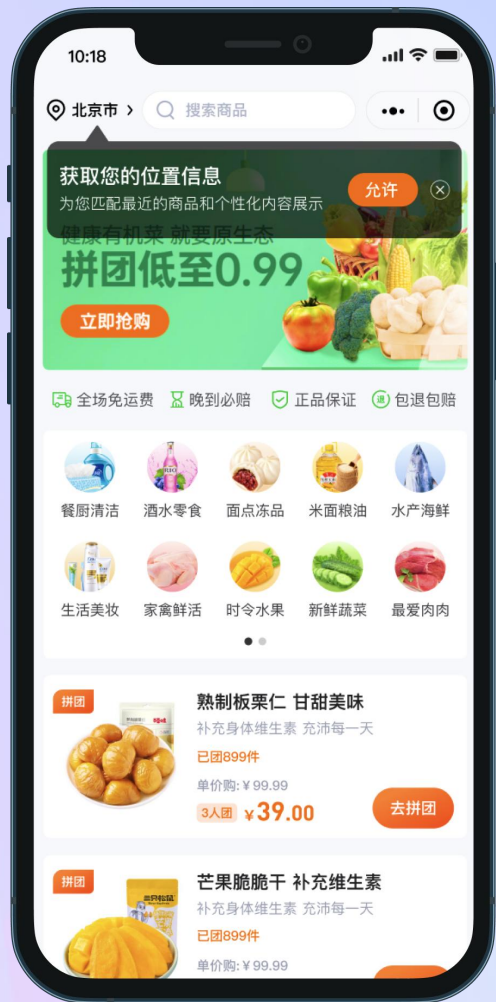 10:18
北京市
搜索商品
获取您的位置信息
为您匹配最近的商品和个性化内容展示
允许
健康有机菜 就要原生态
拼团低至0.99
立即抢购
全场免运费 晚到必赔 正品保证 退 包退包赔
餐厨清洁 酒水零食 面点冻品 米面粮油 水产海鲜
生活美妆 家禽鲜活 时令水果 新鲜蔬菜 最爱肉肉
拼团
熟制板栗仁 甘甜美味
补充身体维生素 充沛每一天
已团899件
单价购: ¥ 99.99
3人团 ¥39.00
去拼团
拼团
芒果脆脆干 补充维生素
补充身体维生素 充沛每一天
已团899件
单价购: ¥ 99.99